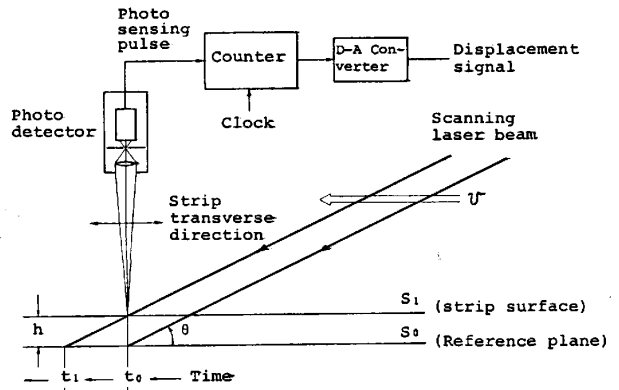 Photo
sensing
pulse
Counter
D-A Con-
verter
Displacement
signal
Clock
Photo
detector
Scanning
laser beam
Strip
transverse
direction
v
h
θ
S1 (strip surface)
S0 (Reference plane)
t1 t0 Time